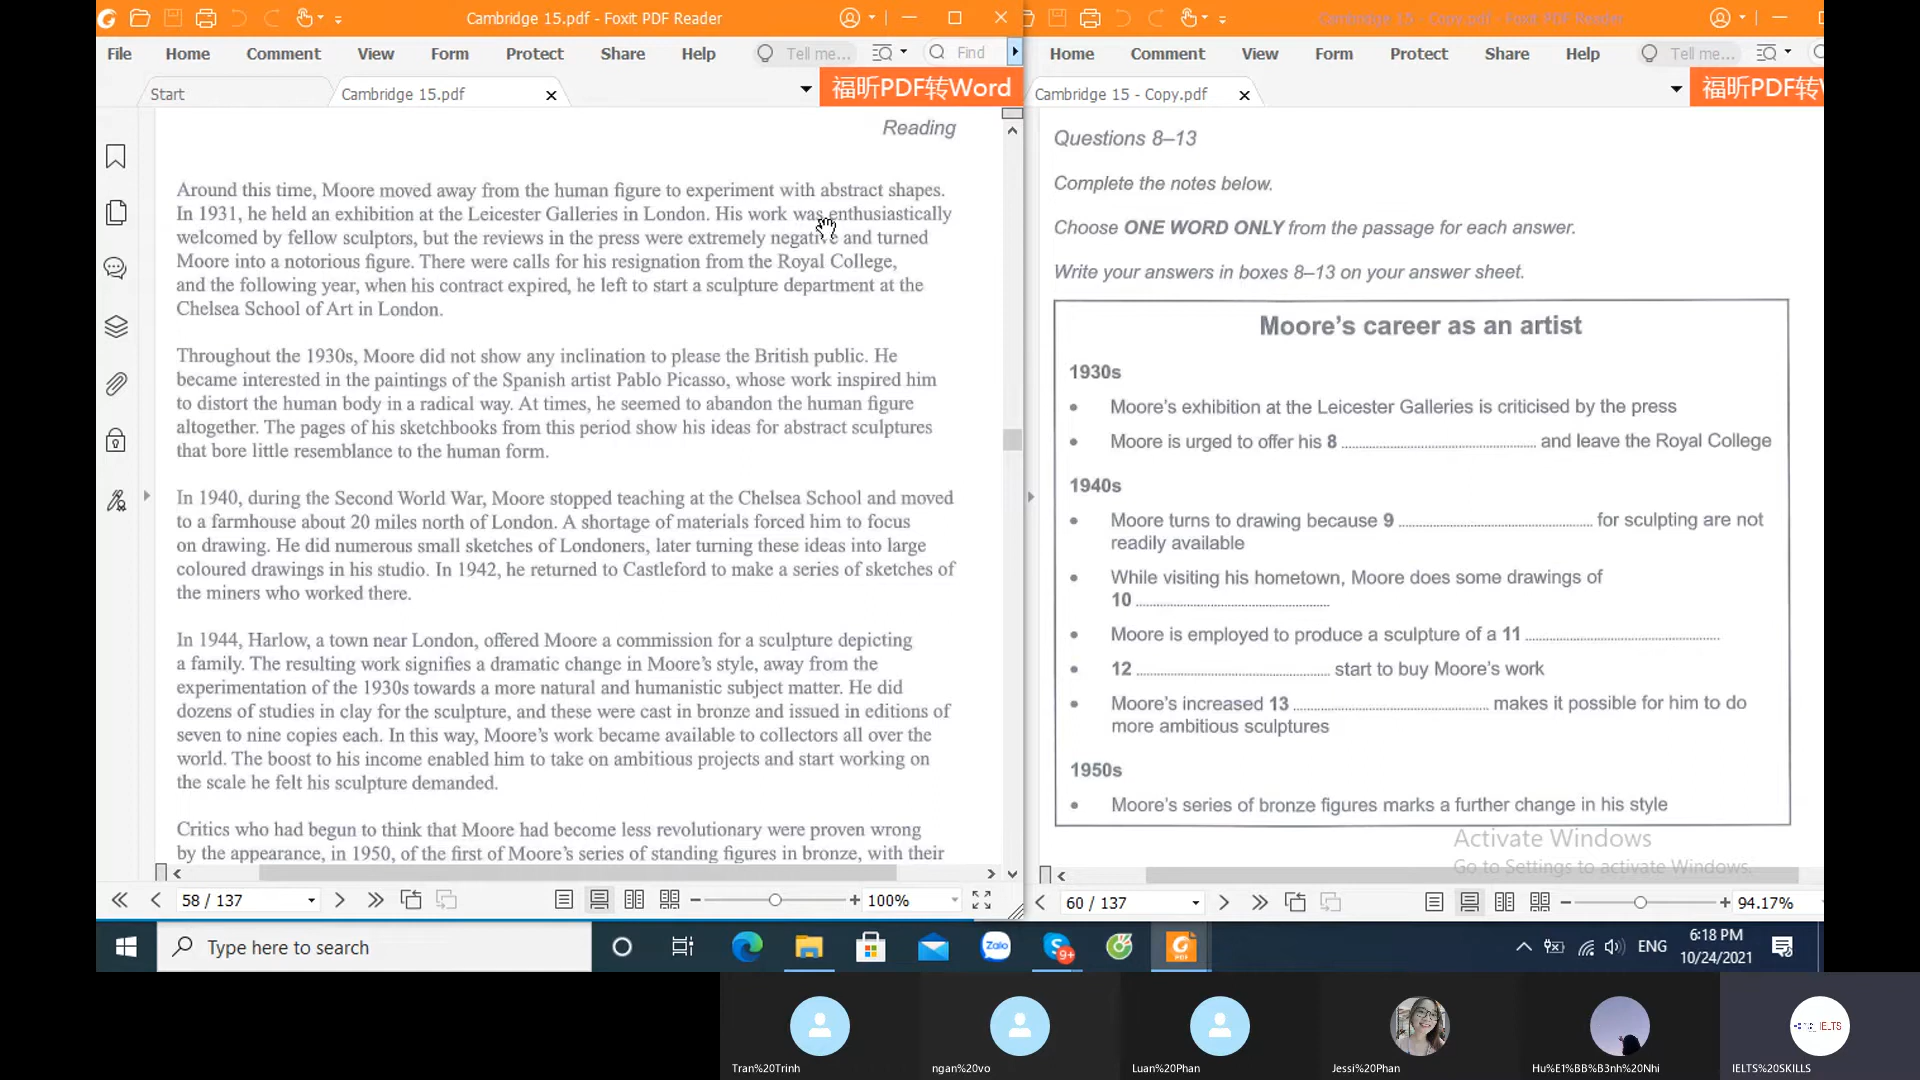 Cambridge 15.pdf - Foxit PDF Reader
Cambridge 15 - Copy.pdf - Foxit PDF Reader
File Home Comment View Form Protect Share Help Tell me... Find
Home Comment View Form Protect Share Help Tell me...
Start Cambridge 15.pdf 福昕PDF转Word
Cambridge 15 - Copy.pdf 福昕PDF转
Reading
Around this time, Moore moved away from the human figure to experiment with abstract shapes.
In 1931, he held an exhibition at the Leicester Galleries in London. His work was enthusiastically
welcomed by fellow sculptors, but the reviews in the press were extremely negative and turned
Moore into a notorious figure. There were calls for his resignation from the Royal College,
and the following year, when his contract expired, he left to start a sculpture department at the
Chelsea School of Art in London.
Throughout the 1930s, Moore did not show any inclination to please the British public. He
became interested in the paintings of the Spanish artist Pablo Picasso, whose work inspired him
to distort the human body in a radical way. At times, he seemed to abandon the human figure
altogether. The pages of his sketchbooks from this period show his ideas for abstract sculptures
that bore little resemblance to the human form.
In 1940, during the Second World War, Moore stopped teaching at the Chelsea School and moved
to a farmhouse about 20 miles north of London. A shortage of materials forced him to focus
on drawing. He did numerous small sketches of Londoners, later turning these ideas into large
coloured drawings in his studio. In 1942, he returned to Castleford to make a series of sketches of
the miners who worked there.
In 1944, Harlow, a town near London, offered Moore a commission for a sculpture depicting
a family. The resulting work signifies a dramatic change in Moore's style, away from the
experimentation of the 1930s towards a more natural and humanistic subject matter. He did
dozens of studies in clay for the sculpture, and these were cast in bronze and issued in editions of
seven to nine copies each. In this way, Moore's work became available to collectors all over the
world. The boost to his income enabled him to take on ambitious projects and start working on
the scale he felt his sculpture demanded.
Critics who had begun to think that Moore had become less revolutionary were proven wrong
by the appearance, in 1950, of the first of Moore's series of standing figures in bronze, with their
Questions 8–13
Complete the notes below.
Choose ONE WORD ONLY from the passage for each answer.
Write your answers in boxes 8–13 on your answer sheet.
Moore's career as an artist
1930s
• Moore's exhibition at the Leicester Galleries is criticised by the press
• Moore is urged to offer his 8 .................... and leave the Royal College
1940s
• Moore turns to drawing because 9 .................... for sculpting are not
readily available
• While visiting his hometown, Moore does some drawings of
10 ....................
• Moore is employed to produce a sculpture of a 11 ....................
• 12 .................... start to buy Moore's work
• Moore's increased 13 .................... makes it possible for him to do
more ambitious sculptures
1950s
• Moore's series of bronze figures marks a further change in his style
Activate Windows
Go to Settings to activate Windows.
58 / 137 100%
60 / 137 94.17%
Type here to search
Zalo
9+
PDF
ENG
6:18 PM
10/24/2021
IELTS
Tran%20Trinh
ngan%20vo
Luan%20Phan
Jessi%20Phan
Hu%E1%BB%B3nh%20Nhi
IELTS%20SKILLS